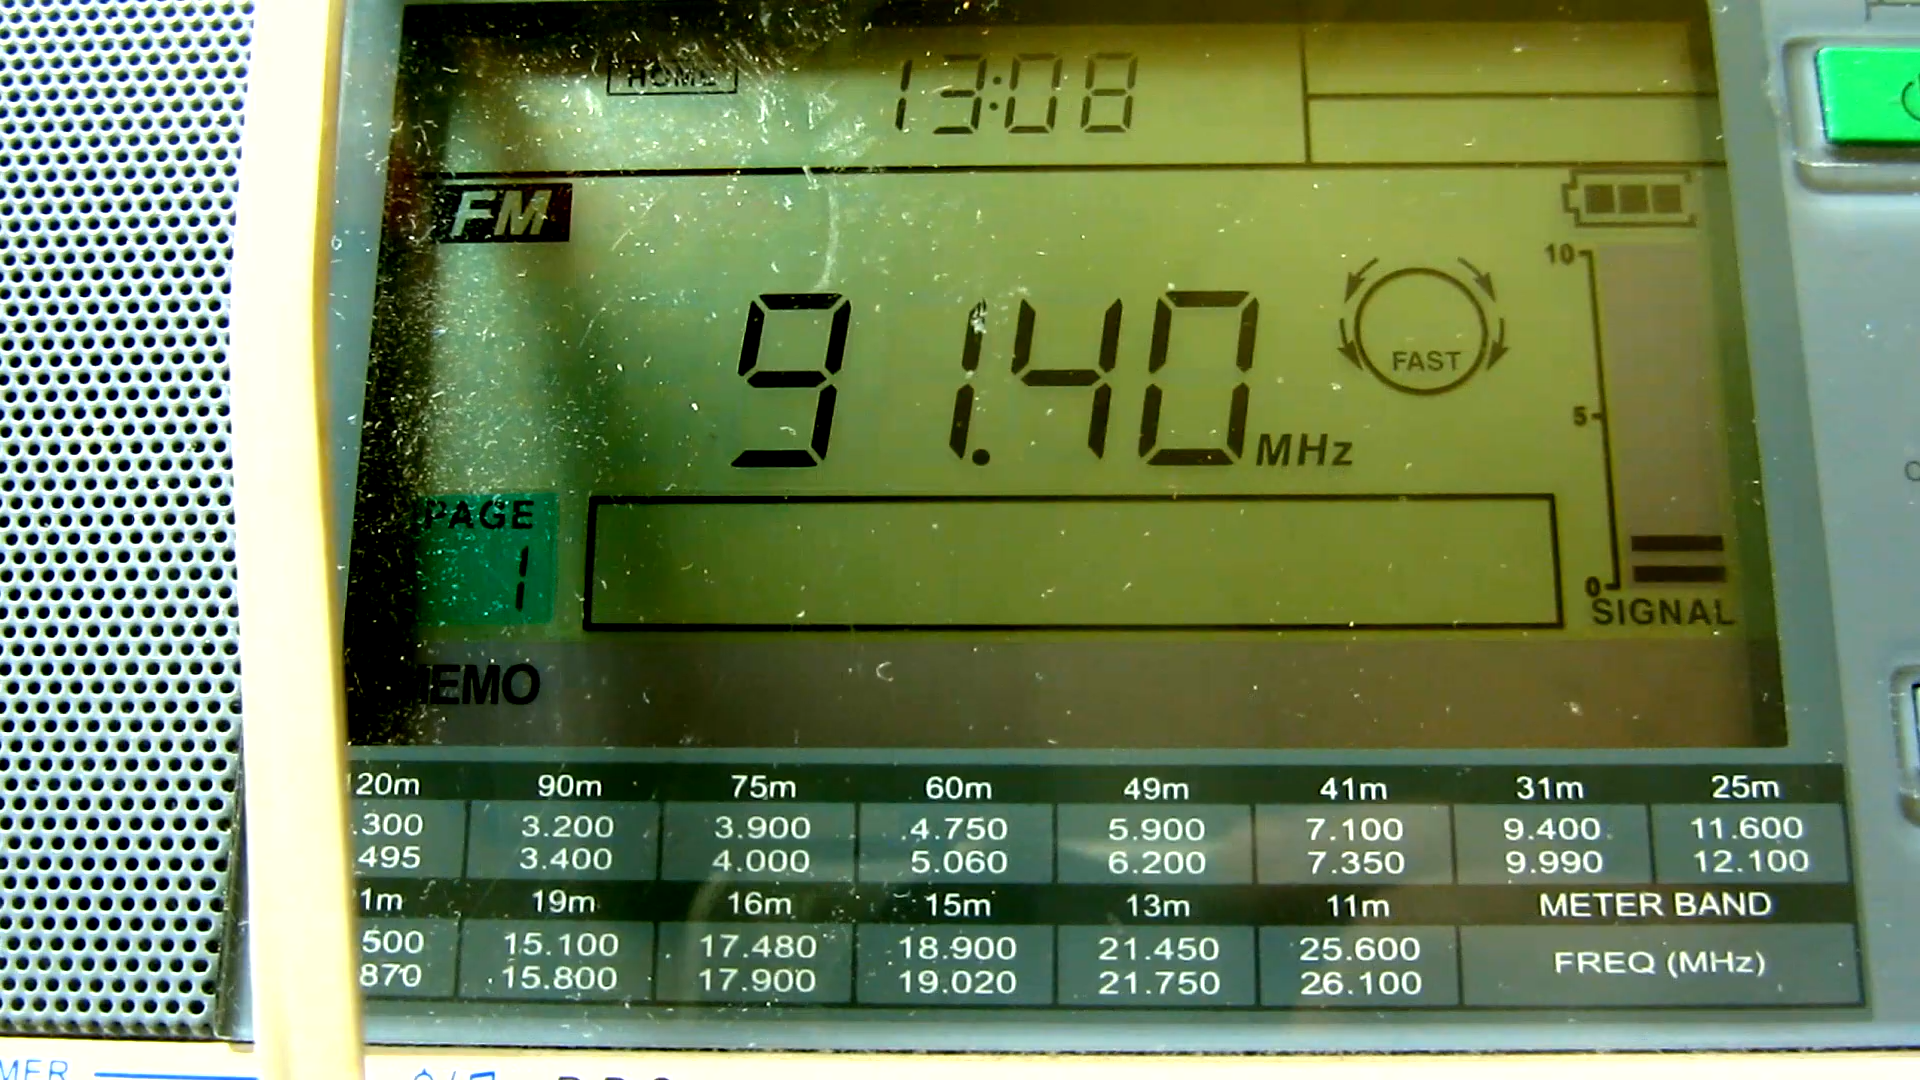 HOME 13:08
FM
10
91.40 MHz
FAST
5
PAGE
1
0
SIGNAL
MEMO
120m 90m 75m 60m 49m 41m 31m 25m
.300 3.200 3.900 4.750 5.900 7.100 9.400 11.600
.495 3.400 4.000 5.060 6.200 7.350 9.990 12.100
1m 19m 16m 15m 13m 11m METER BAND
500 15.100 17.480 18.900 21.450 25.600 FREQ (MHz)
870 15.800 17.900 19.020 21.750 26.100
MER